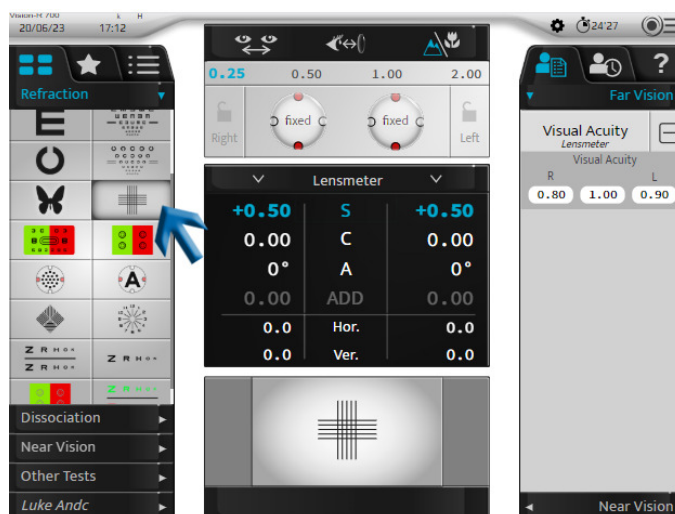 Vision-R 700
20/06/23 17:12
24'27
Refraction
Z R H O N
Z R H O N
Z R H O N
A
Dissociation
Near Vision
Other Tests
Luke Andc
0.25 0.50 1.00 2.00
Right fixed fixed Left
Lensmeter
+0.50 S +0.50
0.00 C 0.00
0° A 0°
0.00 ADD 0.00
0.0 Hor. 0.0
0.0 Ver. 0.0
?
Far Vision
Visual Acuity
Lensmeter
Visual Acuity
R L
0.80 1.00 0.90
Near Vision